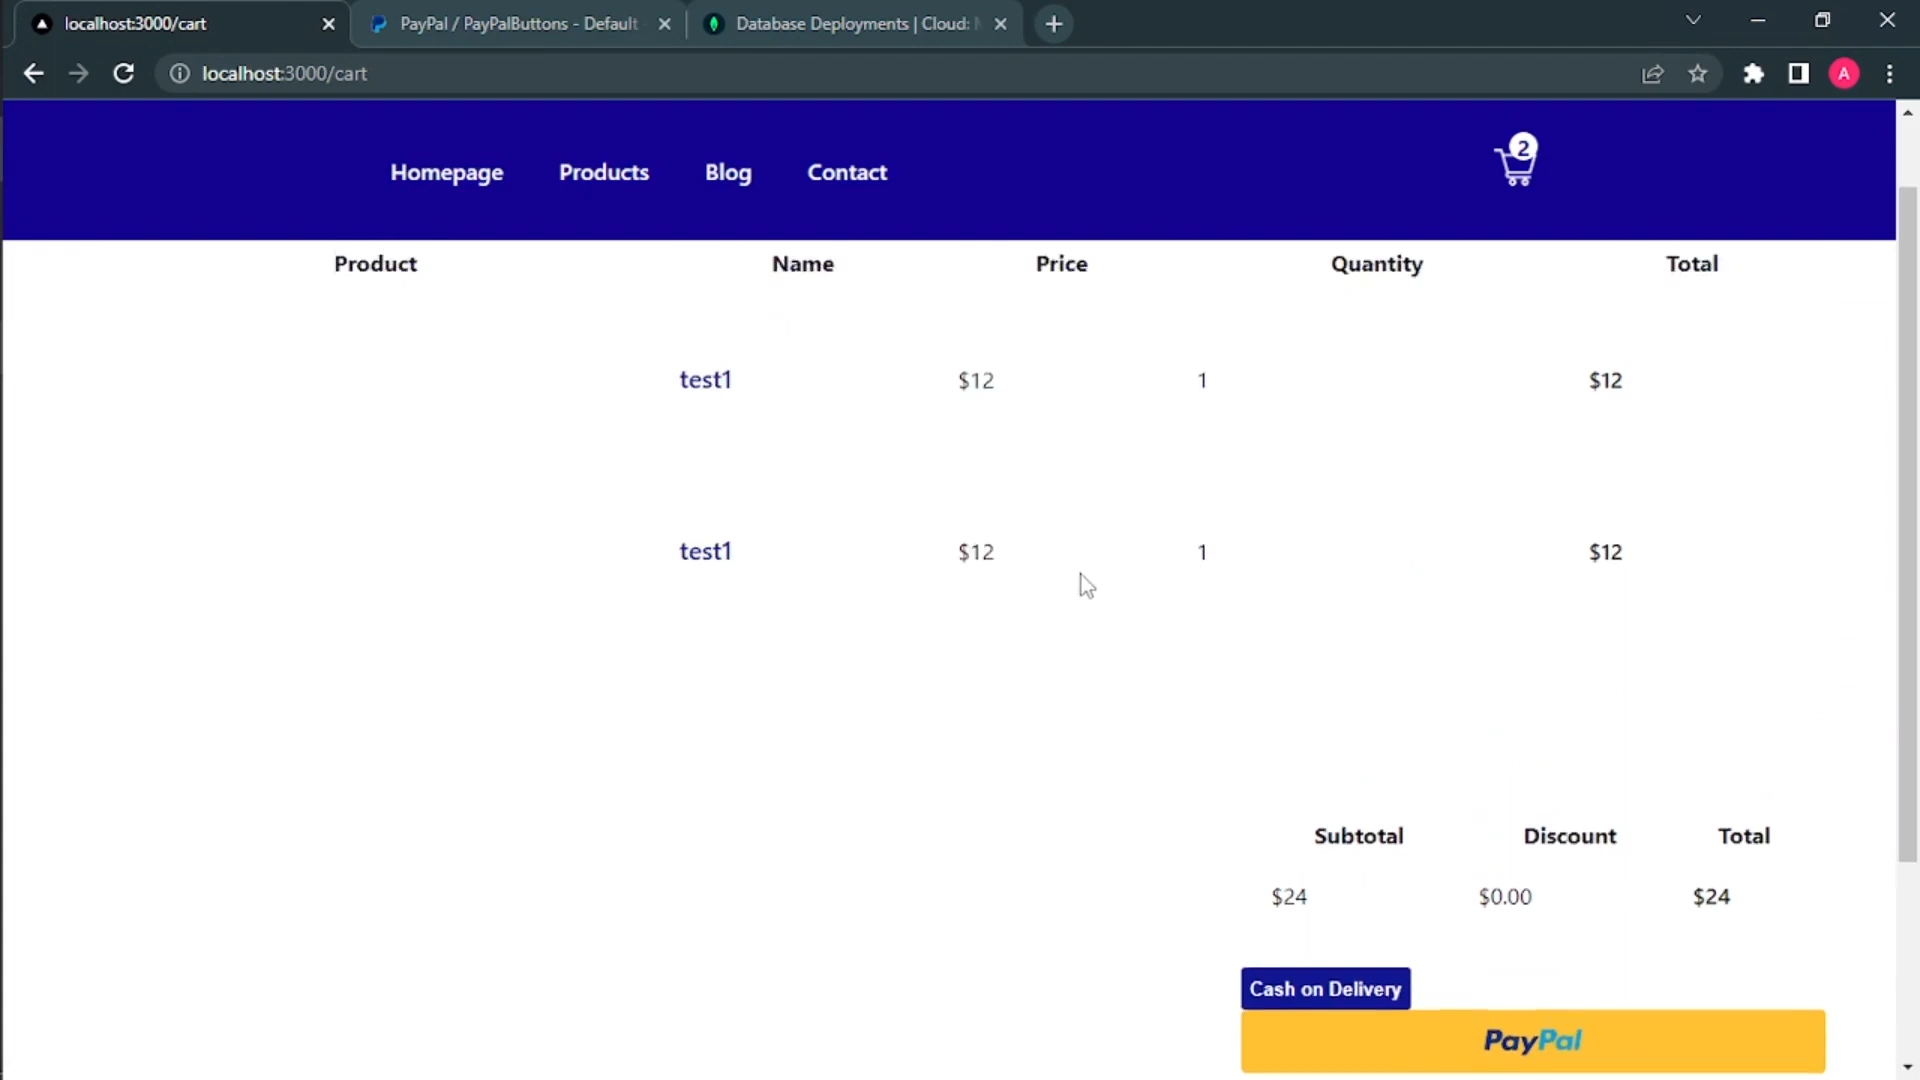 localhost:3000/cart
PayPal / PayPalButtons - Default
Database Deployments | Cloud:
localhost:3000/cart
A
Homepage Products Blog Contact 2
Product Name Price Quantity Total
test1 $12 1 $12
test1 $12 1 $12
Subtotal Discount Total
$24 $0.00 $24
Cash on Delivery
PayPal